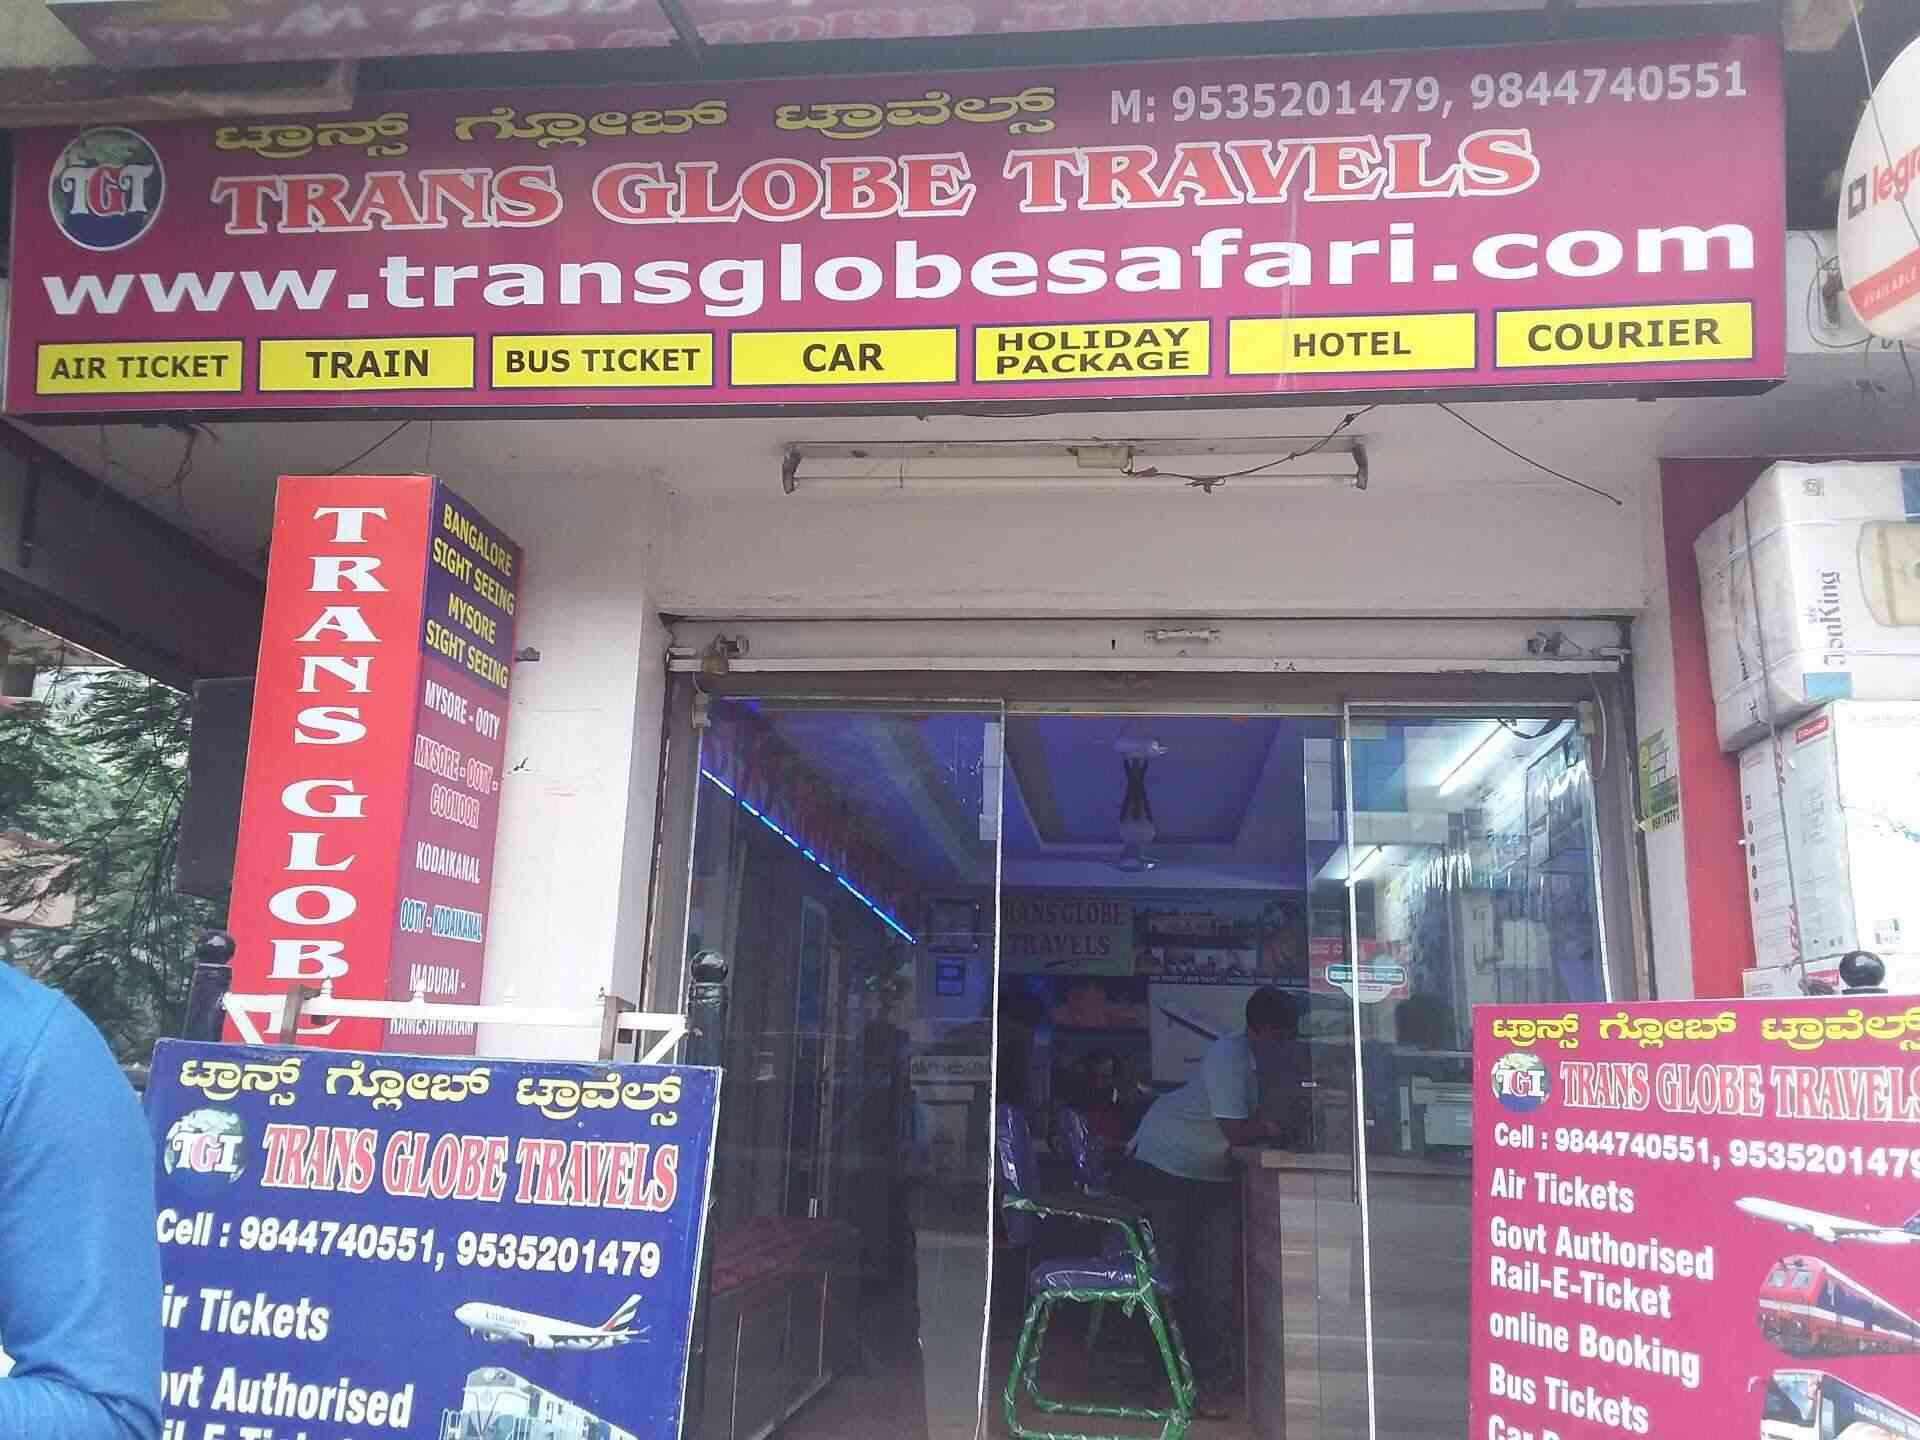 ಟ್ರಾನ್ಸ್ ಗ್ಲೋಬ್ ಟ್ರಾವೆಲ್ಸ್
M: 9535201479, 9844740551
TGT
TRANS GLOBE TRAVELS
www.transglobesafari.com
AIR TICKET
TRAIN
BUS TICKET
CAR
HOLIDAY
PACKAGE
HOTEL
COURIER
TRANS GLOBE
BANGALORE
SIGHT SEEING
MYSORE
SIGHT SEEING
MYSORE - OOTY
MYSORE - OOTY -
COONOOR
KODAIKANAL
OOTY - KODAIKANAL
MADURAI -
RAMESHWARAM
TRANS GLOBE
TRAVELS
ಟ್ರಾನ್ಸ್ ಗ್ಲೋಬ್ ಟ್ರಾವೆಲ್ಸ್
TGT
TRANS GLOBE TRAVELS
Cell : 9844740551, 9535201479
ir Tickets
ovt Authorised
ಟ್ರಾನ್ಸ್ ಗ್ಲೋಬ್ ಟ್ರಾವೆಲ್ಸ್
TGT
TRANS GLOBE TRAVELS
Cell : 9844740551, 9535201479
Air Tickets
Govt Authorised
Rail-E-Ticket
online Booking
Bus Tickets
Car